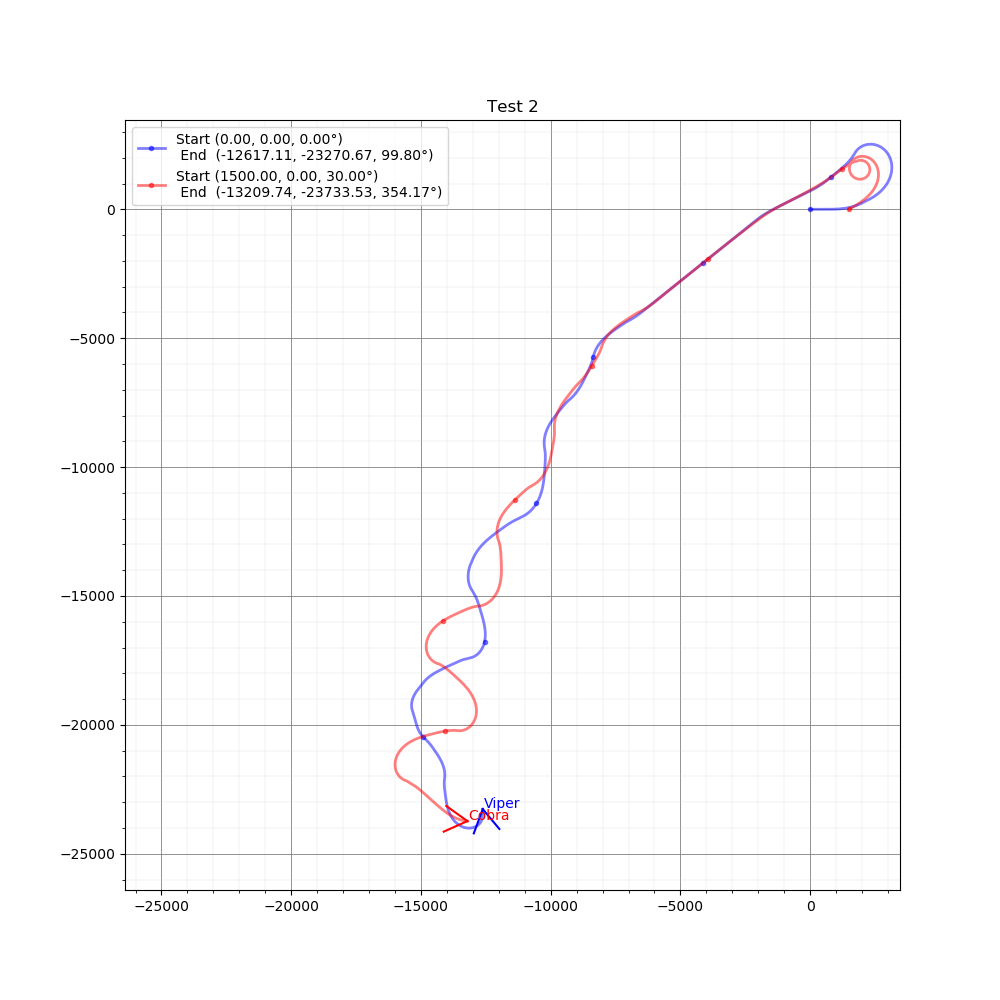 Test 2
Start (0.00, 0.00, 0.00°)
End  (-12617.11, -23270.67, 99.80°)
Start (1500.00, 0.00, 30.00°)
End  (-13209.74, -23733.53, 354.17°)
0
−5000
−10000
−15000
−20000
−25000
Viper
Cobra
−25000 −20000 −15000 −10000 −5000 0